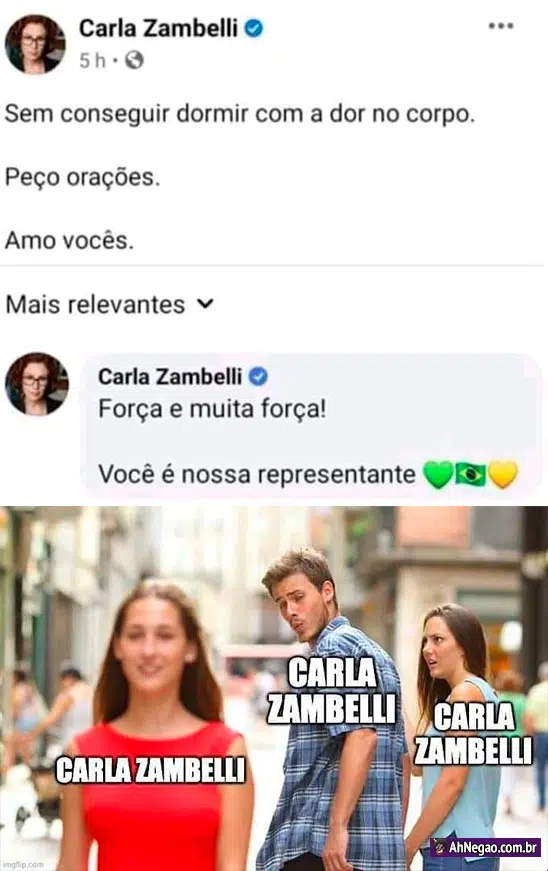 Carla Zambelli
5 h
Sem conseguir dormir com a dor no corpo.
Peço orações.
Amo vocês.
Mais relevantes
Carla Zambelli
Força e muita força!
Você é nossa representante 💚🇧🇷💛
CARLA
ZAMBELLI
CARLA
ZAMBELLI
CARLA ZAMBELLI
AhNegao.com.br
imgflip.com